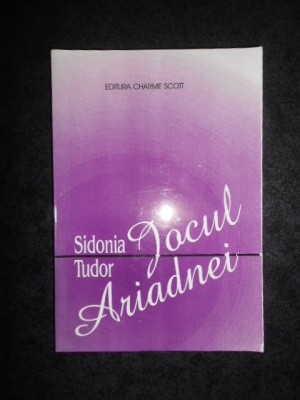 EDITURA CHARME SCOTT
Sidonia
Tudor
Jocul
Ariadnei